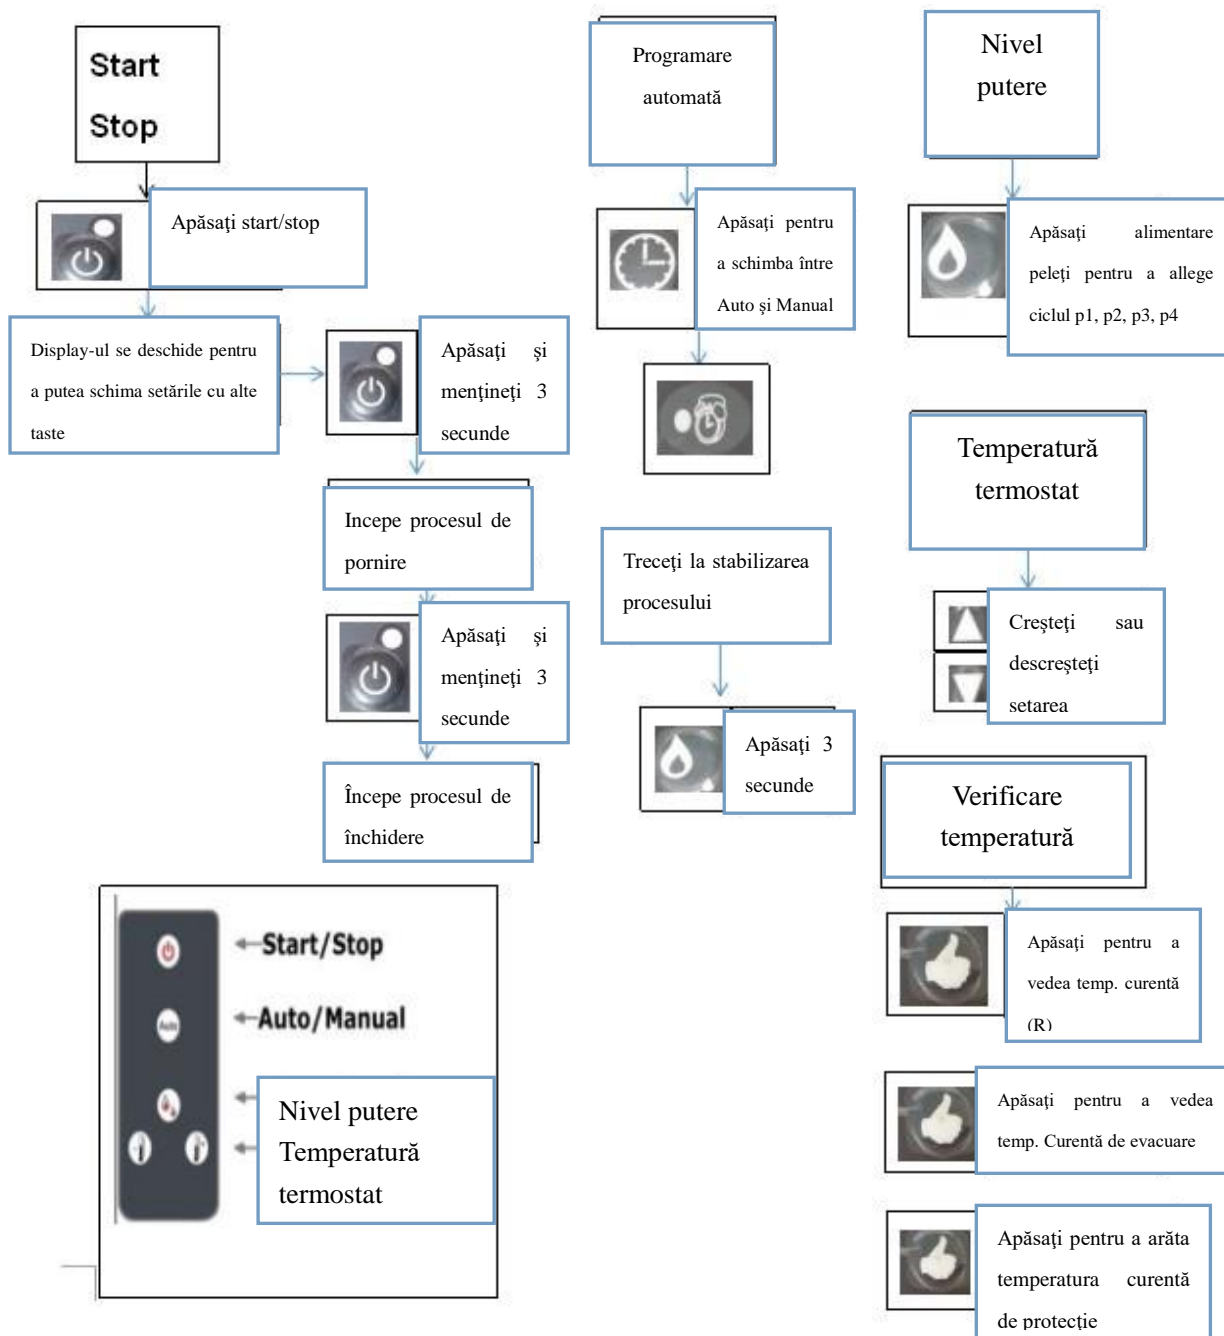 Start
Stop
Apăsaţi start/stop
Display-ul se deschide pentru
a putea schima setările cu alte
taste
Apăsaţi şi
menţineţi 3
secunde
Incepe procesul de
pornire
Apăsaţi şi
menţineţi 3
secunde
Începe procesul de
închidere
Programare
automată
Apăsaţi pentru
a schimba între
Auto şi Manual
Treceţi la stabilizarea
procesului
Apăsaţi 3
secunde
Nivel
putere
Apăsaţi alimentare
peleţi pentru a allege
ciclul p1, p2, p3, p4
Temperatură
termostat
Creşteţi sau
descreşteţi
setarea
Verificare
temperatură
Apăsaţi pentru a
vedea temp. curentă
(R)
Apăsaţi pentru a vedea
temp. Curentă de evacuare
Apăsaţi pentru a arăta
temperatura curentă
de protecţie
Start/Stop
Auto
Auto/Manual
Nivel putere
Temperatură
termostat